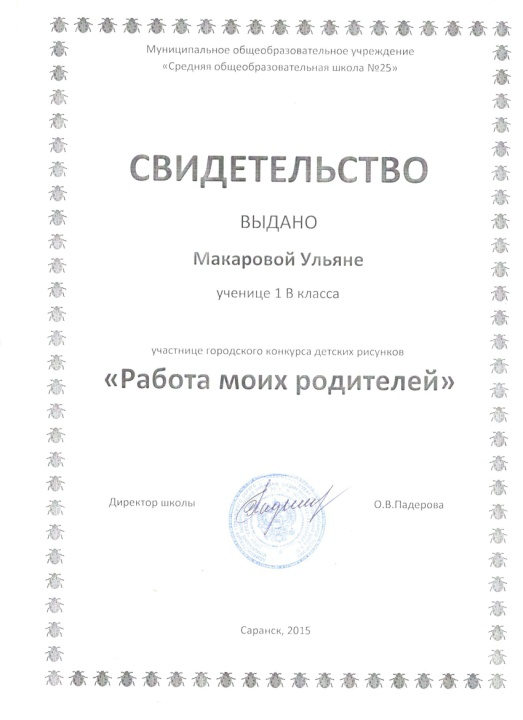 Муниципальное общеобразовательное учреждение
«Средняя общеобразовательная школа №25»
СВИДЕТЕЛЬСТВО
ВЫДАНО
Макаровой Ульяне
ученице 1 В класса
участнице городского конкурса детских рисунков
«Работа моих родителей»
Директор школы О.В.Падерова
Саранск, 2015